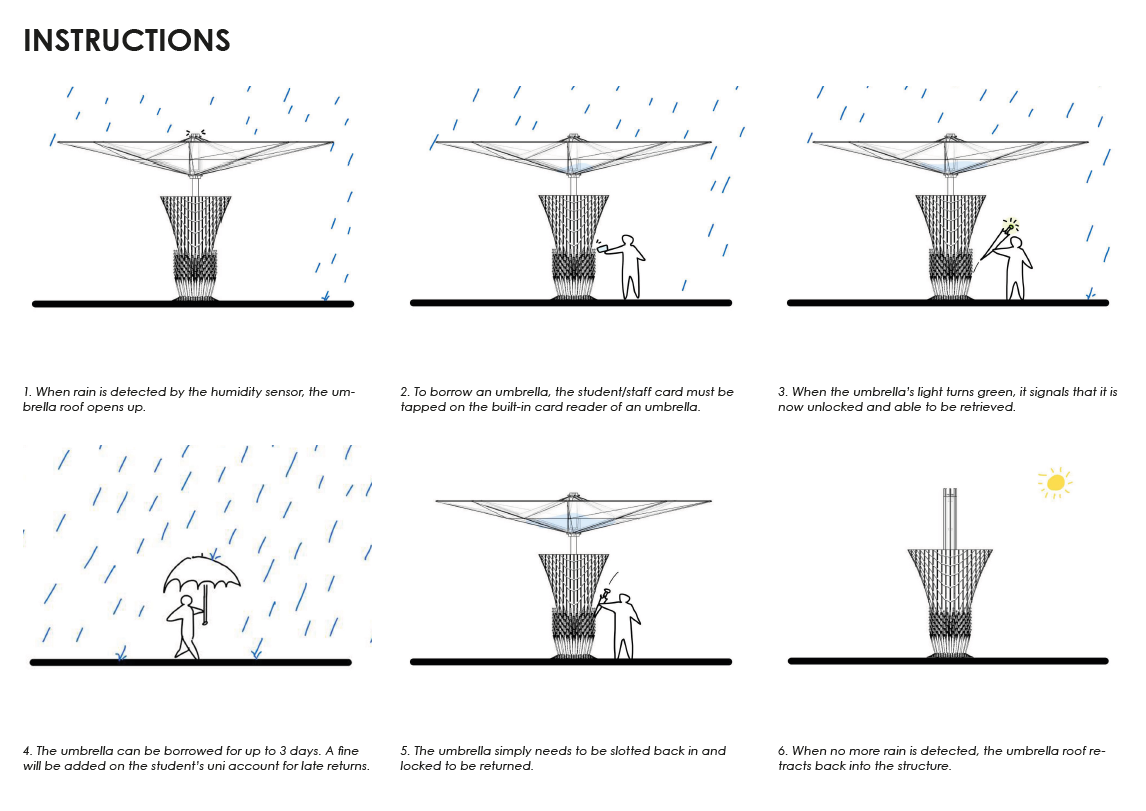 INSTRUCTIONS
1. When rain is detected by the humidity sensor, the um-
brella roof opens up.
2. To borrow an umbrella, the student/staff card must be
tapped on the built-in card reader of an umbrella.
3. When the umbrella's light turns green, it signals that it is
now unlocked and able to be retrieved.
4. The umbrella can be borrowed for up to 3 days. A fine
will be added on the student's uni account for late returns.
5. The umbrella simply needs to be slotted back in and
locked to be returned.
6. When no more rain is detected, the umbrella roof re-
tracts back into the structure.